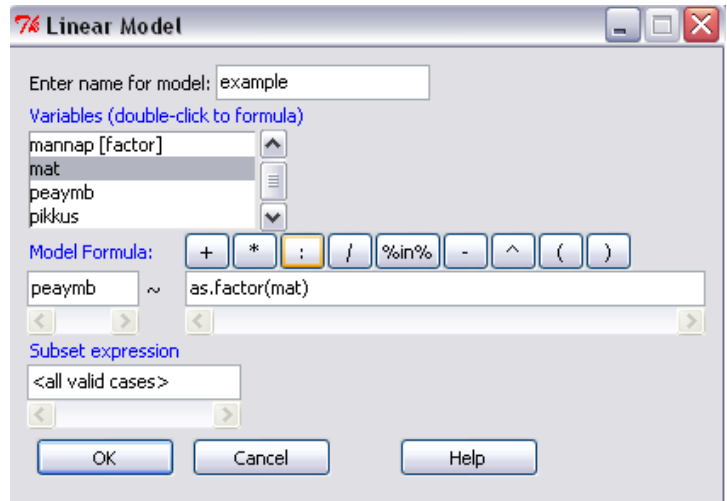 Linear Model
Enter name for model: example
Variables (double-click to formula)
mannap [factor]
mat
peaymb
pikkus
Model Formula: + * : / %in% - ^ ( )
peaymb ~ as.factor(mat)
Subset expression
<all valid cases>
OK Cancel Help